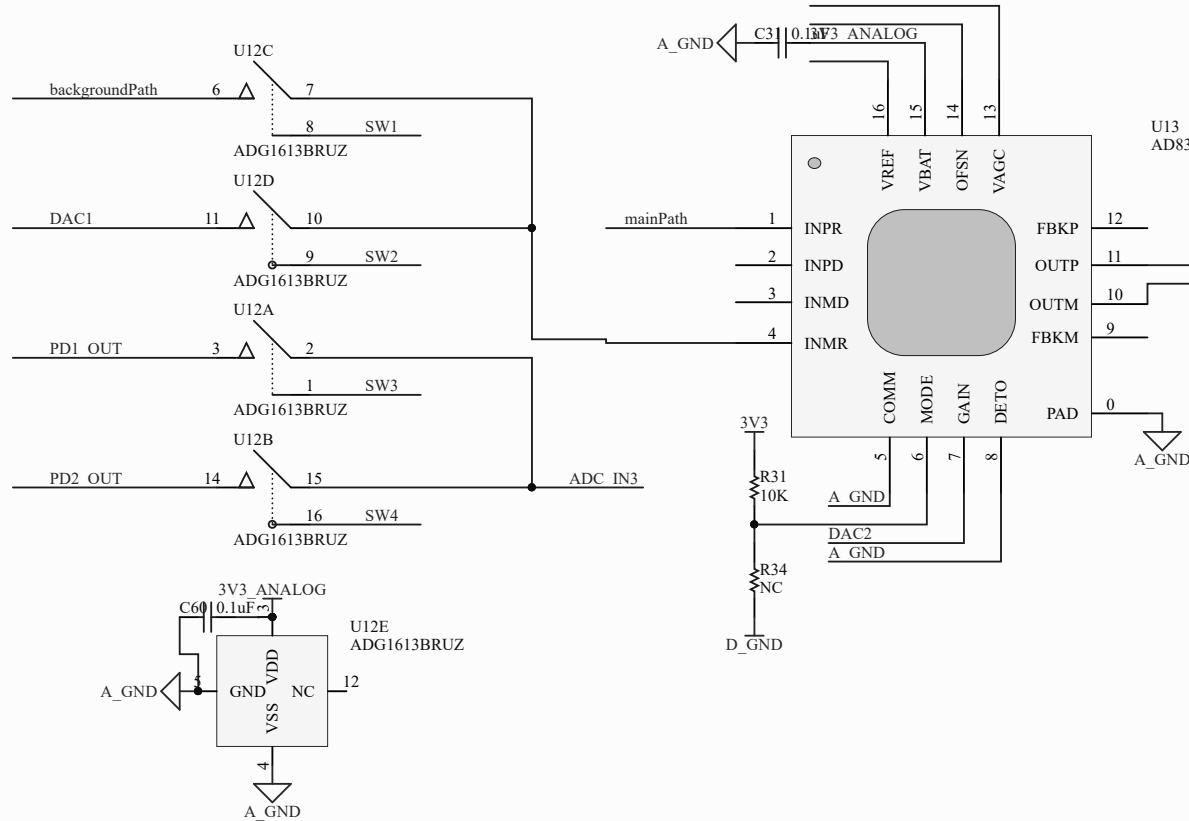 U12C
backgroundPath 6 7
8 SW1
ADG1613BRUZ
U12D
DAC1 11 10
9 SW2
ADG1613BRUZ
U12A
PD1_OUT 3 2
1 SW3
ADG1613BRUZ
U12B
PD2_OUT 14 15 ADC_IN3
16 SW4
ADG1613BRUZ
3V3_ANALOG
C60 0.1uF 3
U12E
ADG1613BRUZ
VDD
A_GND 5 GND NC 12
VSS
4
A_GND
A_GND C31 0.1uF 3V3_ANALOG
16 15 14 13
U13
AD83
VREF VBAT OFSN VAGC
mainPath 1 INPR FBKP 12
2 INPD OUTP 11
3 INMD OUTM 10
4 INMR FBKM 9
COMM MODE GAIN DETO
PAD 0
A_GND
5 6 7 8
3V3
R31
10K
A_GND
DAC2
A_GND
R34
NC
D_GND